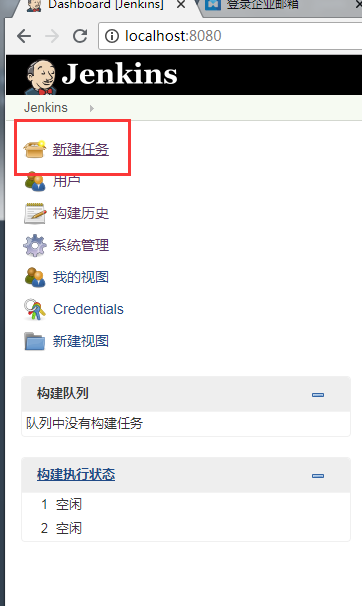 Dashboard [Jenkins]
登录企业邮箱
localhost:8080
Jenkins
Jenkins
新建任务
用户
构建历史
系统管理
我的视图
Credentials
新建视图
构建队列
队列中没有构建任务
构建执行状态
1 空闲
2 空闲